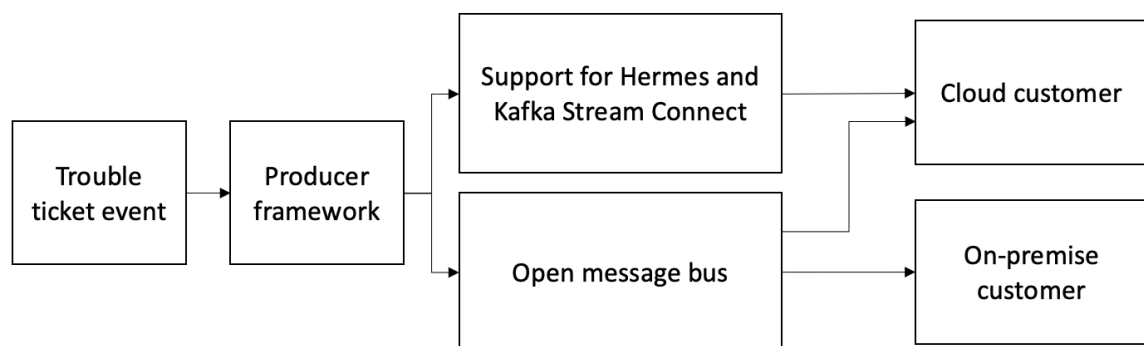 Trouble
ticket event
Producer
framework
Support for Hermes and
Kafka Stream Connect
Open message bus
Cloud customer
On-premise
customer